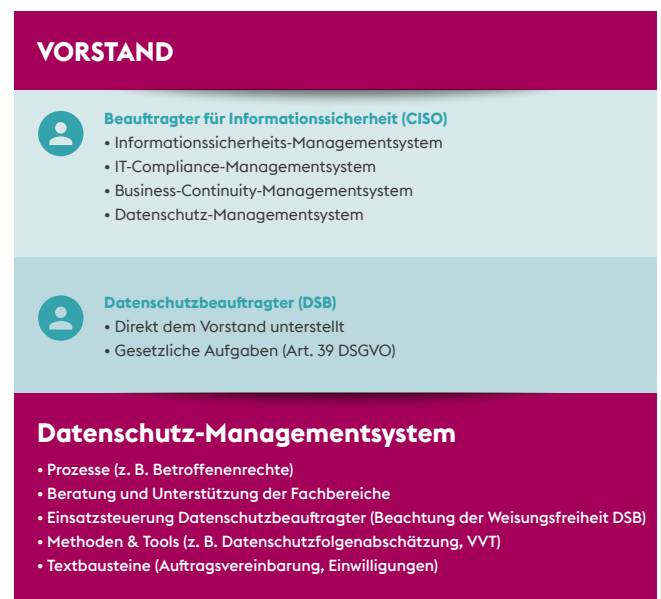 VORSTAND
Beauftragter für Informationssicherheit (CISO)
• Informationssicherheits-Managementsystem
• IT-Compliance-Managementsystem
• Business-Continuity-Managementsystem
• Datenschutz-Managementsystem
Datenschutzbeauftragter (DSB)
• Direkt dem Vorstand unterstellt
• Gesetzliche Aufgaben (Art. 39 DSGVO)
Datenschutz-Managementsystem
• Prozesse (z. B. Betroffenenrechte)
• Beratung und Unterstützung der Fachbereiche
• Einsatzsteuerung Datenschutzbeauftragter (Beachtung der Weisungsfreiheit DSB)
• Methoden & Tools (z. B. Datenschutzfolgenabschätzung, VVT)
• Textbausteine (Auftragsvereinbarung, Einwilligungen)